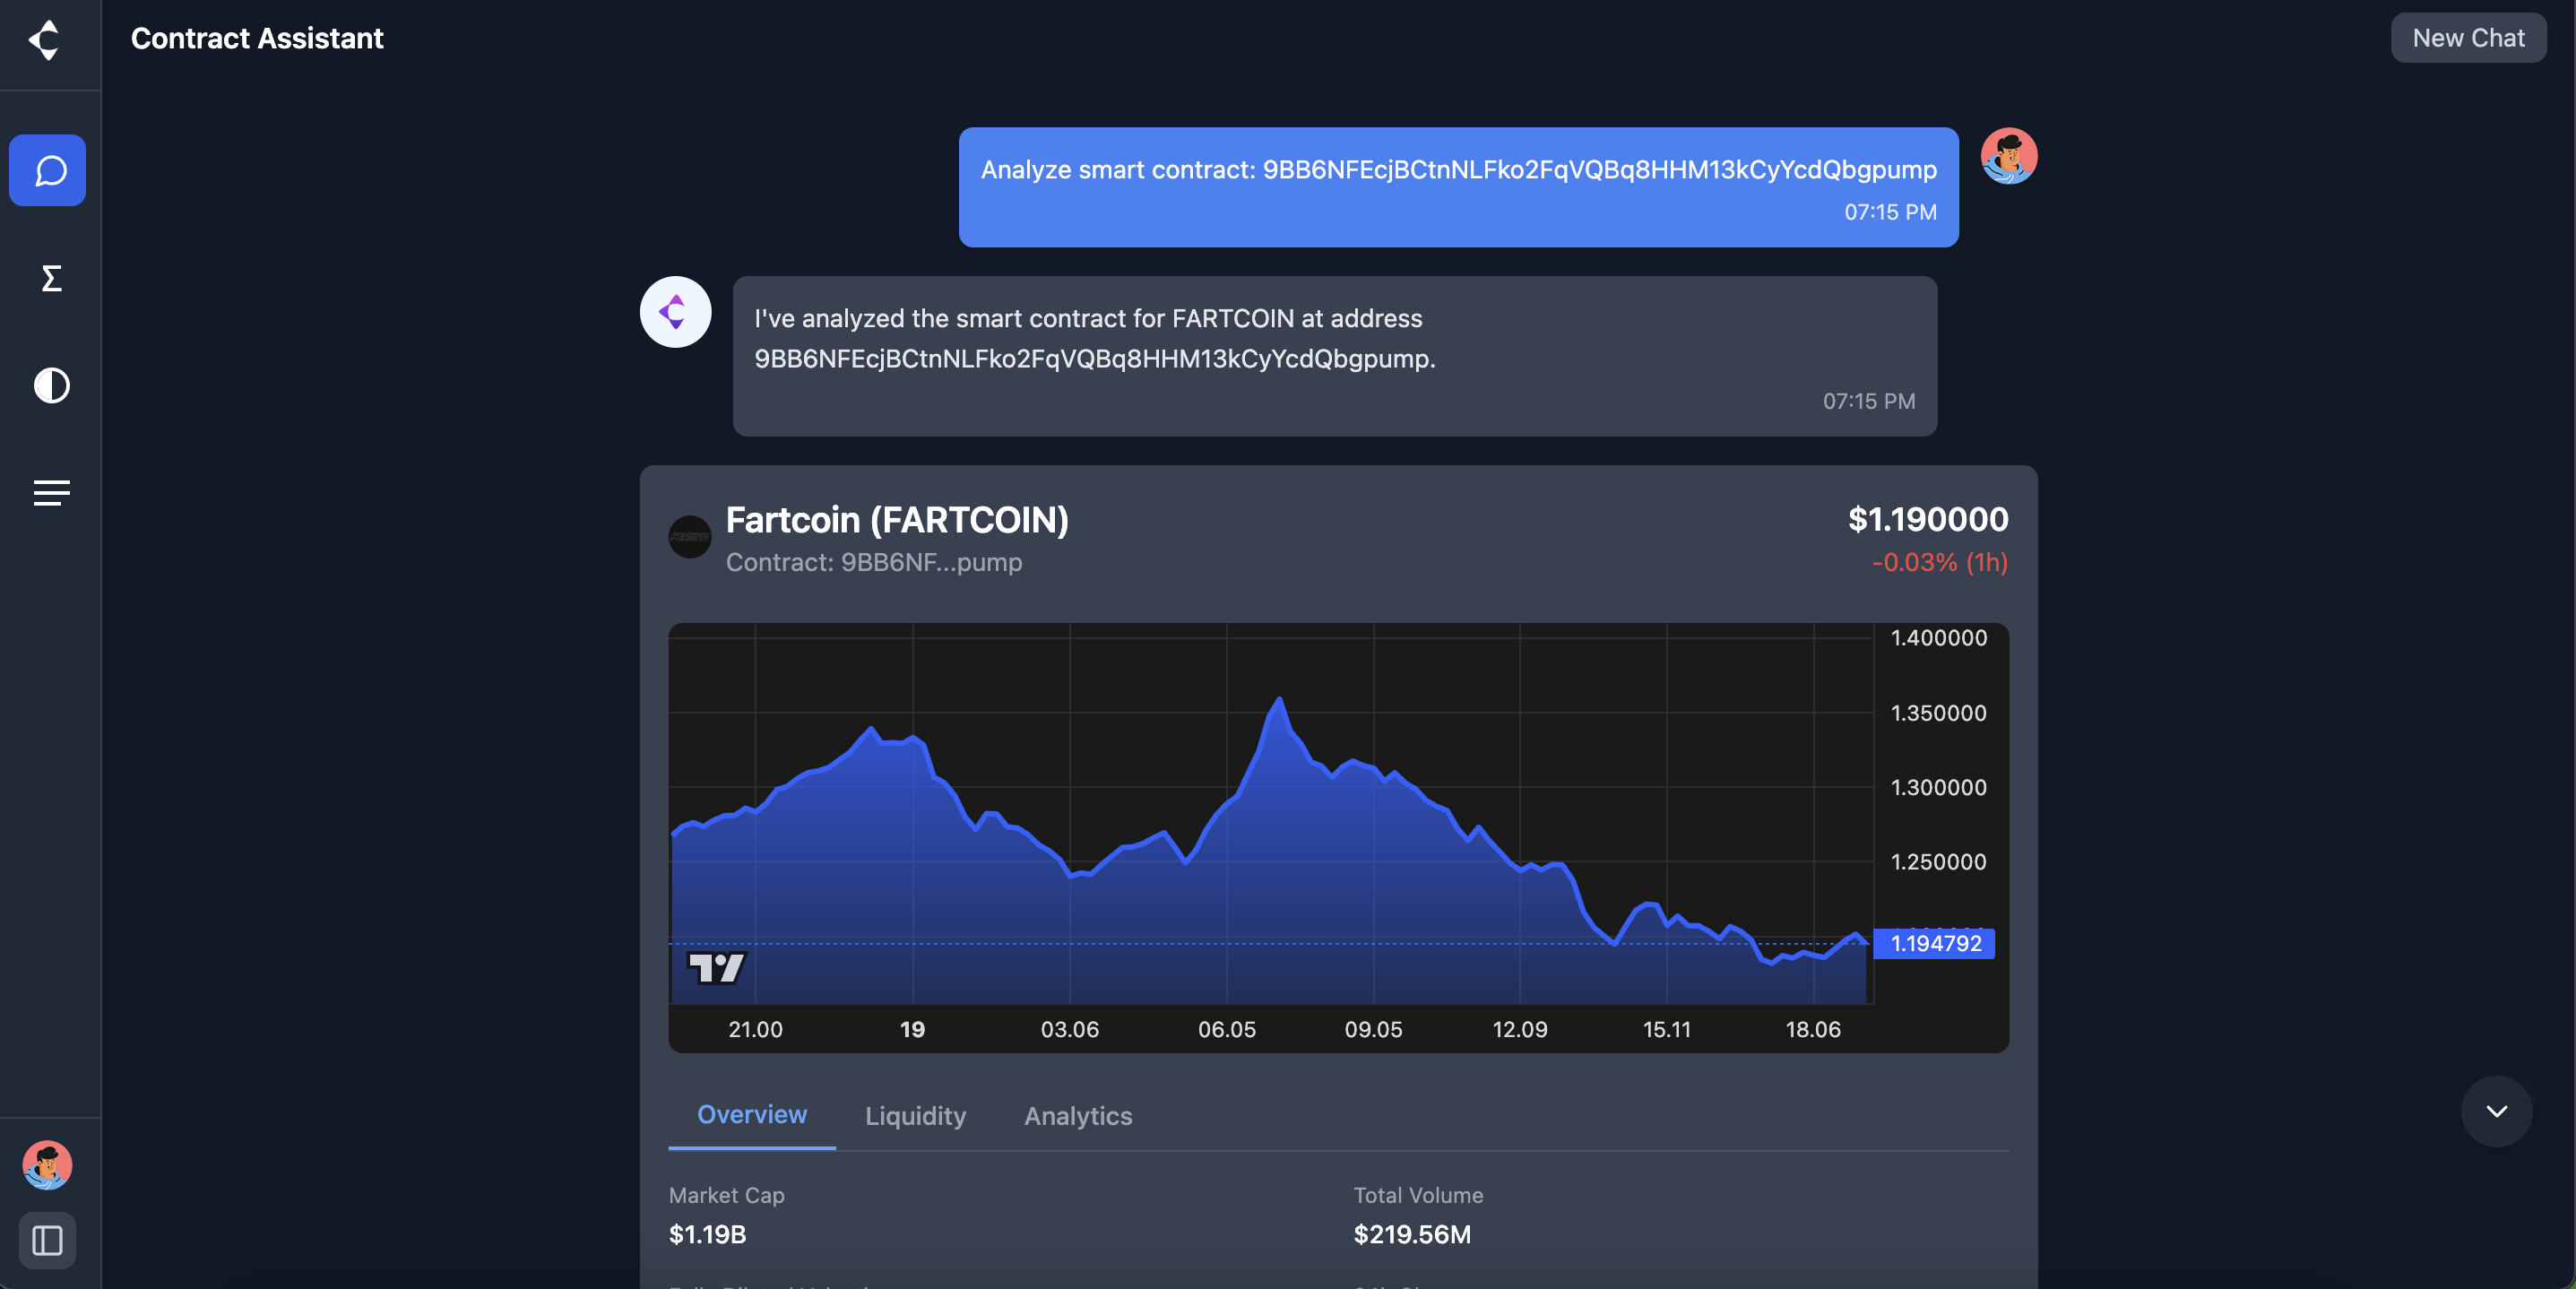 Contract Assistant
New Chat
Analyze smart contract: 9BB6NFEcjBCtnNLFko2FqVQBq8HHM13kCyYcdQbgpump
07:15 PM
I've analyzed the smart contract for FARTCOIN at address
9BB6NFEcjBCtnNLFko2FqVQBq8HHM13kCyYcdQbgpump.
07:15 PM
Fartcoin (FARTCOIN)
$1.190000
Contract: 9BB6NF...pump
-0.03% (1h)
1.400000
1.350000
1.300000
1.250000
1.194792
21.00 19 03.06 06.05 09.05 12.09 15.11 18.06
Overview Liquidity Analytics
Market Cap
Total Volume
$1.19B
$219.56M